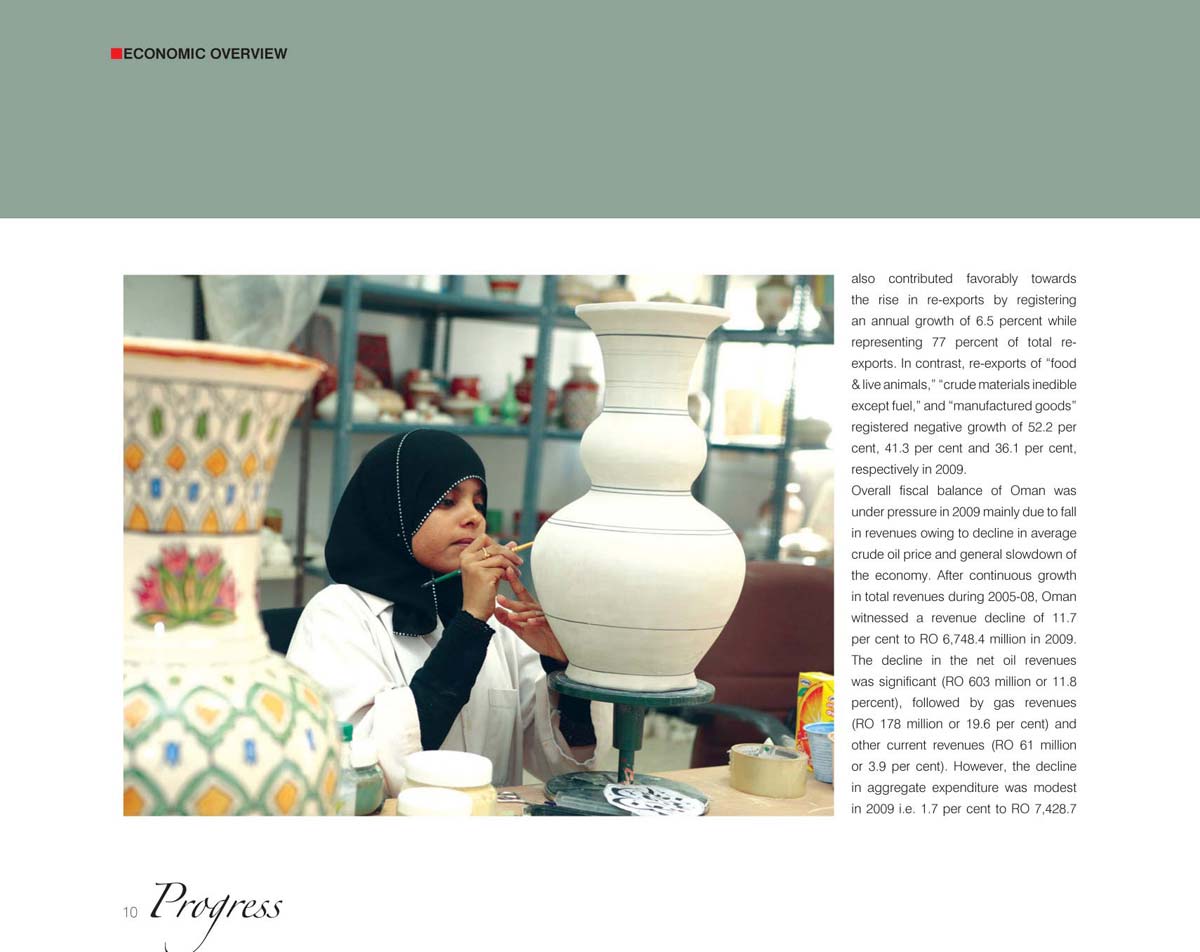 ECONOMIC OVERVIEW
also contributed favorably towards
the rise in re-exports by registering
an annual growth of 6.5 percent while
representing 77 percent of total re-
exports. In contrast, re-exports of “food
& live animals,” “crude materials inedible
except fuel,” and “manufactured goods”
registered negative growth of 52.2 per
cent, 41.3 per cent and 36.1 per cent,
respectively in 2009.
Overall fiscal balance of Oman was
under pressure in 2009 mainly due to fall
in revenues owing to decline in average
crude oil price and general slowdown of
the economy. After continuous growth
in total revenues during 2005-08, Oman
witnessed a revenue decline of 11.7
per cent to RO 6,748.4 million in 2009.
The decline in the net oil revenues
was significant (RO 603 million or 11.8
percent), followed by gas revenues
(RO 178 million or 19.6 per cent) and
other current revenues (RO 61 million
or 3.9 per cent). However, the decline
in aggregate expenditure was modest
in 2009 i.e. 1.7 per cent to RO 7,428.7
10 Progress